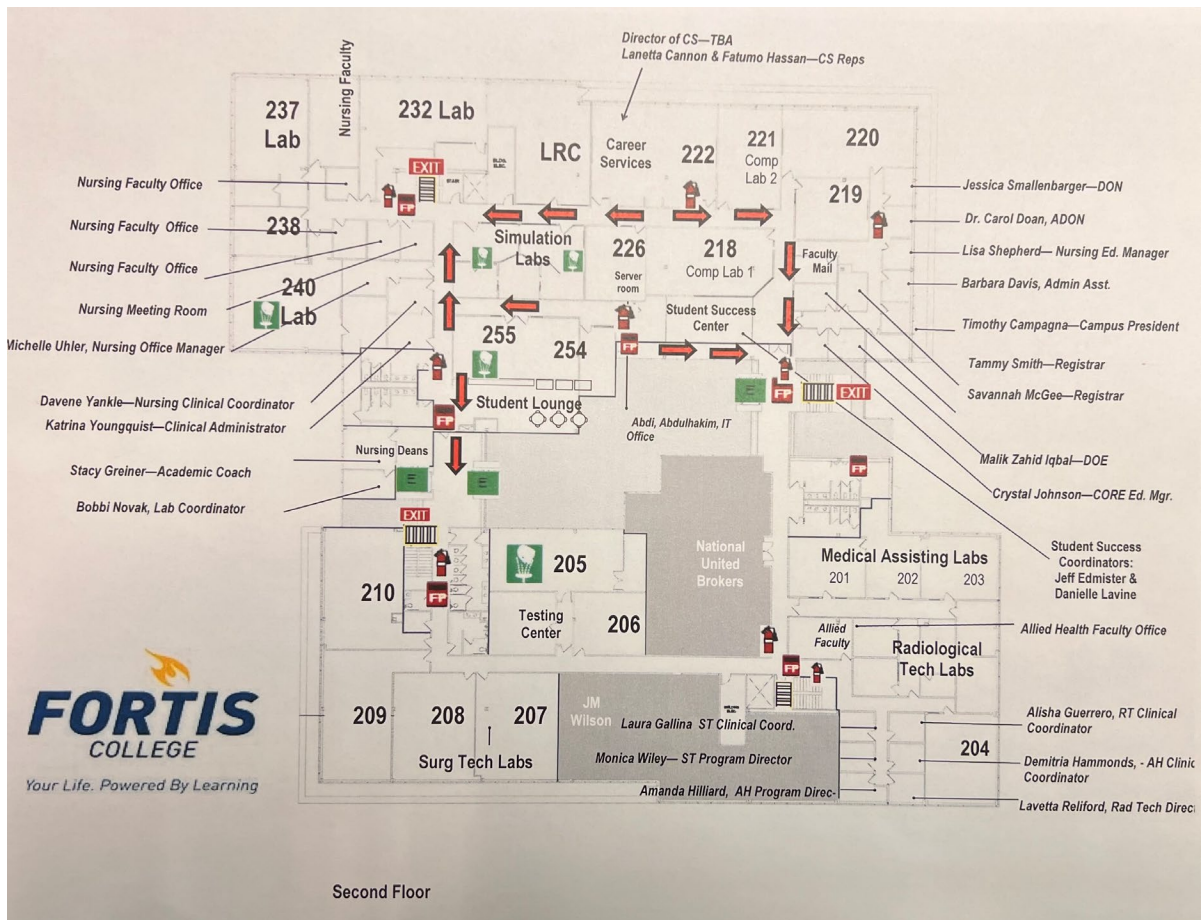 Director of CS—TBA
Lanetta Cannon & Fatumo Hassan—CS Reps
Nursing Faculty
237
Lab
232 Lab
EXIT
STAIR
LRC
Career
Services
222
221
Comp
Lab 2
220
219
Nursing Faculty Office
Nursing Faculty Office
Nursing Faculty Office
Nursing Meeting Room
Michelle Uhler, Nursing Office Manager
Davene Yankle—Nursing Clinical Coordinator
Katrina Youngquist—Clinical Administrator
Stacy Greiner—Academic Coach
Bobbi Novak, Lab Coordinator
FP
238
240
Lab
Simulation
Labs
226
Server
room
218
Comp Lab 1
Faculty
Mail
Student Success
Center
255
254
FP
Student Lounge
FP
Nursing Deans
E
E
E
FP
EXIT
Abdi, Abdulhakim, IT
Office
Jessica Smallenbarger—DON
Dr. Carol Doan, ADON
Lisa Shepherd— Nursing Ed. Manager
Barbara Davis, Admin Asst.
Timothy Campagna—Campus President
Tammy Smith—Registrar
Savannah McGee—Registrar
Malik Zahid Iqbal—DOE
Crystal Johnson—CORE Ed. Mgr.
Student Success
Coordinators:
Jeff Edmister &
Danielle Lavine
FP
EXIT
210
FP
205
Testing
Center
206
National
United
Brokers
Medical Assisting Labs
201
202
203
Allied
Faculty
Allied Health Faculty Office
Radiological
Tech Labs
FP
209
208
207
Surg Tech Labs
JM
Wilson
Laura Gallina ST Clinical Coord.
Monica Wiley— ST Program Director
Amanda Hilliard, AH Program Direc-
204
Alisha Guerrero, RT Clinical
Coordinator
Demitria Hammonds, - AH Clinic
Coordinator
Lavetta Reliford, Rad Tech Direc
FORTIS
COLLEGE
Your Life. Powered By Learning
Second Floor